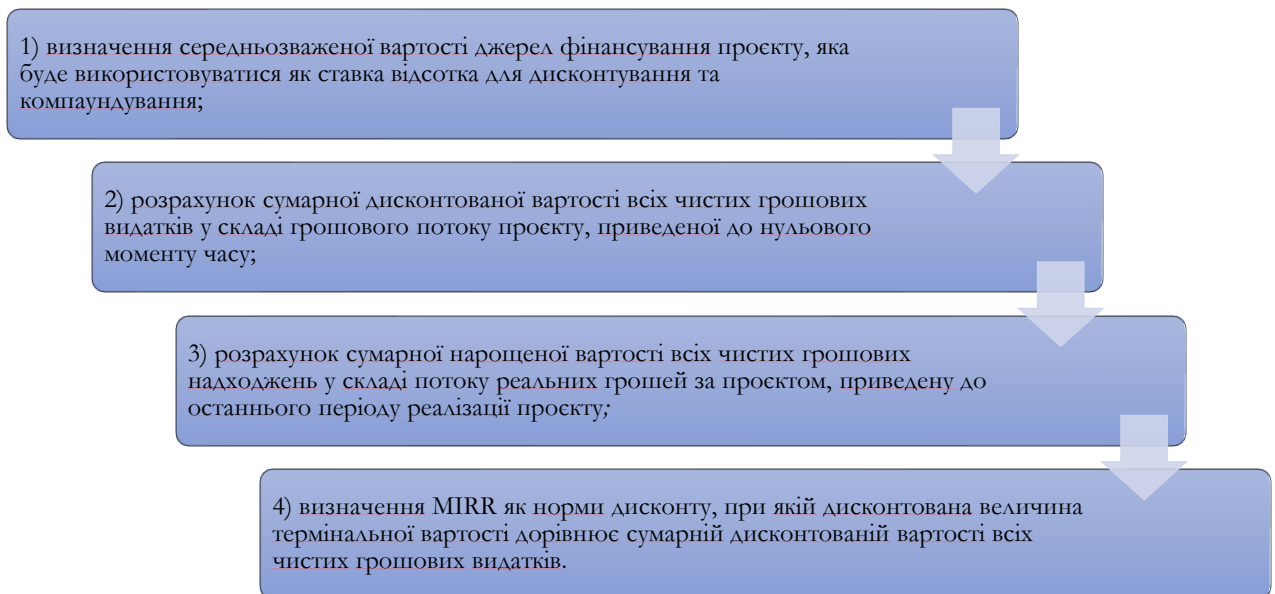 1) визначення середньозваженої вартості джерел фінансування проєкту, яка
буде використовуватися як ставка відсотка для дисконтування та
компаундування;
2) розрахунок сумарної дисконтованої вартості всіх чистих грошових
видатків у складі грошового потоку проєкту, приведеної до нульового
моменту часу;
3) розрахунок сумарної нарощеної вартості всіх чистих грошових
надходжень у складі потоку реальних грошей за проєктом, приведену до
останнього періоду реалізації проєкту;
4) визначення MIRR як норми дисконту, при якій дисконтована величина
термінальної вартості дорівнює сумарній дисконтованій вартості всіх
чистих грошових видатків.